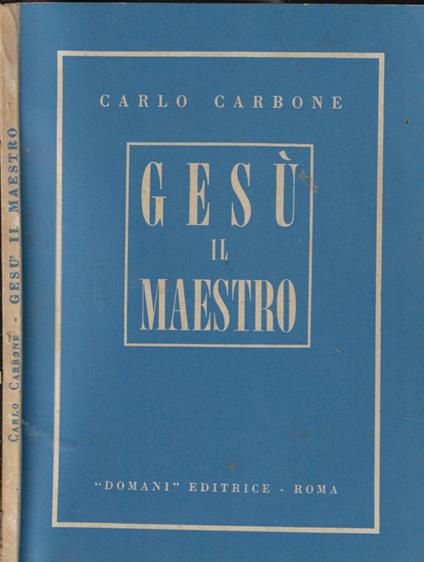 CARLO CARBONE
GESÙ
IL
MAESTRO
"DOMANI" EDITRICE - ROMA
CARLO CARBONE - GESU' IL MAESTRO